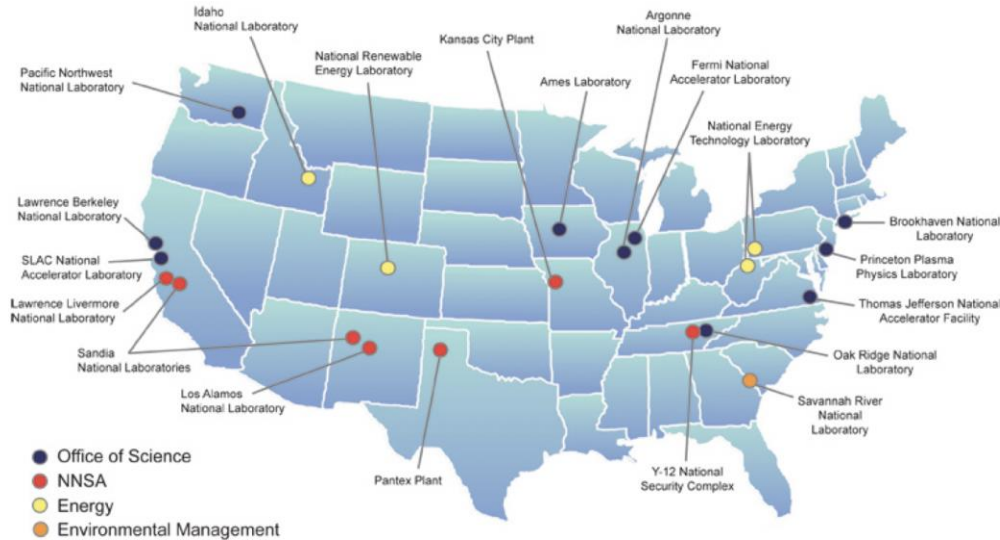 Idaho
National Laboratory
Argonne
National Laboratory
Kansas City Plant
National Renewable
Energy Laboratory
Fermi National
Accelerator Laboratory
Pacific Northwest
National Laboratory
Ames Laboratory
National Energy
Technology Laboratory
Lawrence Berkeley
National Laboratory
Brookhaven National
Laboratory
SLAC National
Accelerator Laboratory
Princeton Plasma
Physics Laboratory
Lawrence Livermore
National Laboratory
Thomas Jefferson National
Accelerator Facility
Sandia
National Laboratories
Oak Ridge National
Laboratory
Los Alamos
National Laboratory
Savannah River
National
Laboratory
Pantex Plant
Y-12 National
Security Complex
Office of Science
NNSA
Energy
Environmental Management